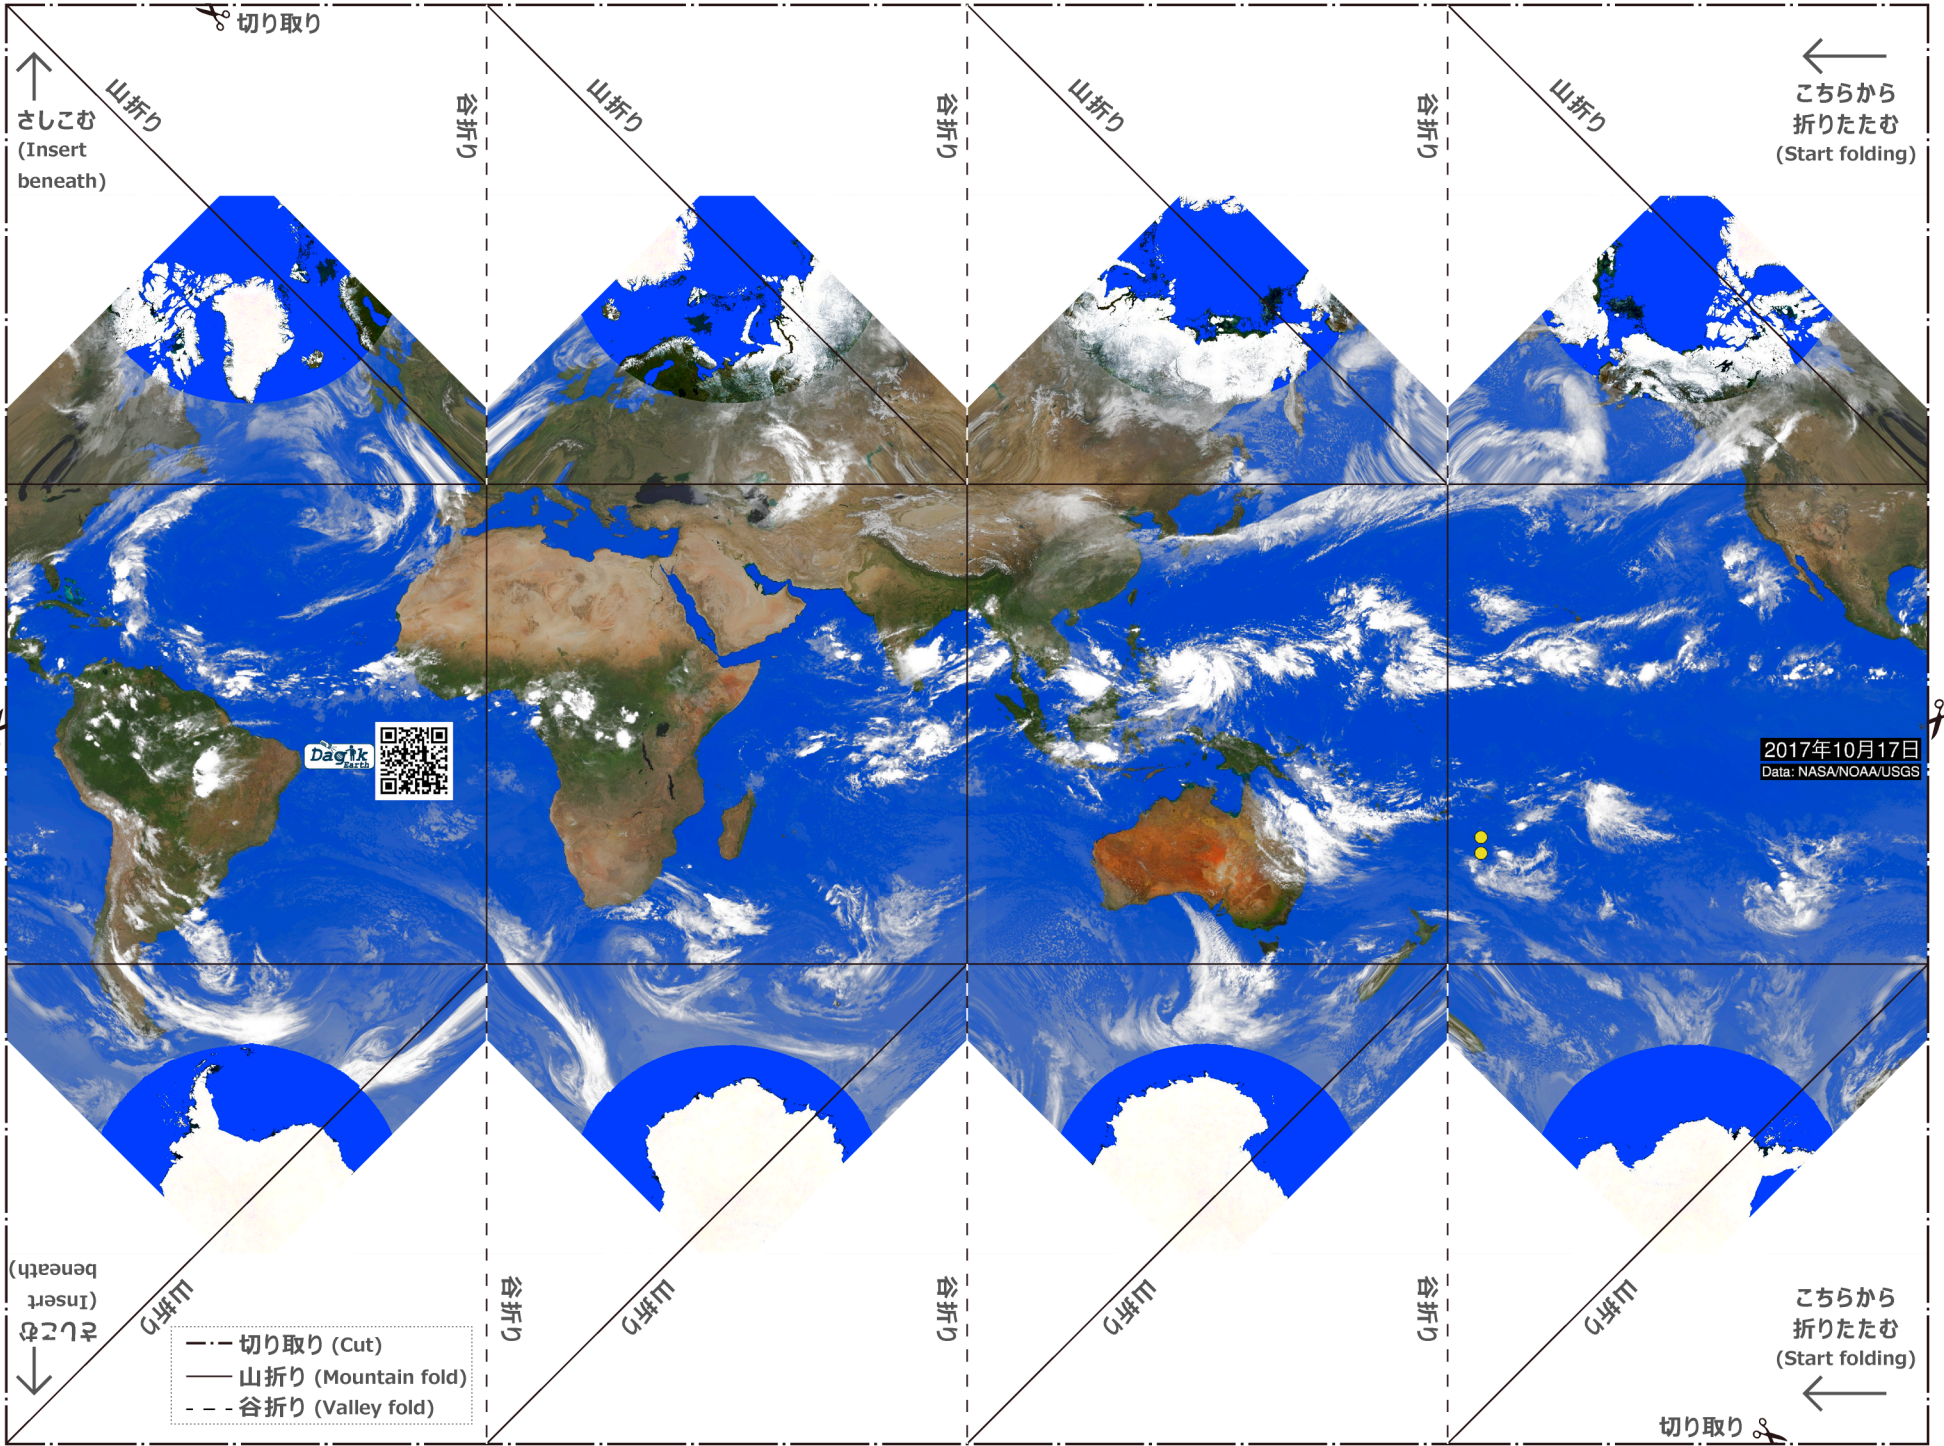 切り取り
山折り
谷折り
山折り
谷折り
山折り
谷折り
山折り
さしこむ
(Insert
beneath)
こちらから
折りたたむ
(Start folding)
Dagik
Earth
2017年10月17日
Data: NASA/NOAA/USGS
さしこむ
(Insert
beneath)
山折り
谷折り
山折り
谷折り
山折り
谷折り
山折り
切り取り (Cut)
山折り (Mountain fold)
谷折り (Valley fold)
こちらから
折りたたむ
(Start folding)
切り取り